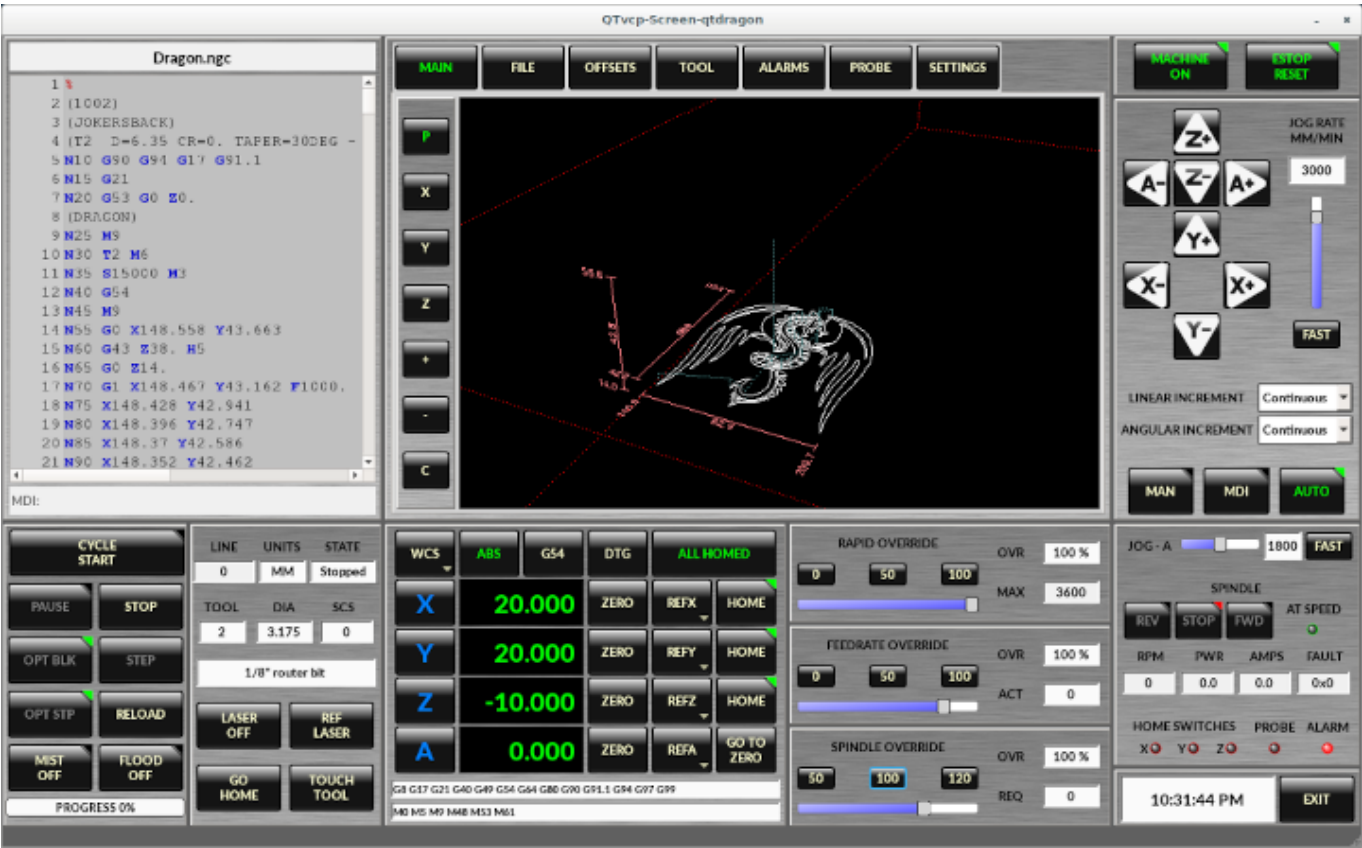 QTvcp-Screen-qtdragon
Dragon.ngc
1 %
2 (1002)
3 (JOKERSBACK)
4 (T2 D=6.35 CR=0. TAPER=30DEG -
5 N10 G90 G94 G17 G91.1
6 N15 G21
7 N20 G53 G0 Z0.
8 (DRAGON)
9 N25 M9
10 N30 T2 M6
11 N35 S15000 M3
12 N40 G54
13 N45 M9
14 N55 G0 X148.558 Y43.663
15 N60 G43 Z38. H5
16 N65 G0 Z14.
17 N70 G1 X148.467 Y43.162 F1000.
18 N75 X148.428 Y42.941
19 N80 X148.396 Y42.747
20 N85 X148.37 Y42.586
21 N90 X148.352 Y42.462
MDI:
MAIN FILE OFFSETS TOOL ALARMS PROBE SETTINGS
P
X
Y
Z
+
-
C
MACHINE ON
ESTOP RESET
Z+
A- Z- A+
Y+
X- X+
Y-
JOG RATE
MM/MIN
3000
FAST
LINEAR INCREMENT Continuous
ANGULAR INCREMENT Continuous
MAN MDI AUTO
CYCLE
START
PAUSE STOP
OPT BLK STEP
OPT STP RELOAD
MIST OFF FLOOD OFF
PROGRESS 0%
LINE UNITS STATE
0 MM Stopped
TOOL DIA SCS
2 3.175 0
1/8" router bit
LASER OFF REF LASER
GO HOME TOUCH TOOL
WCS ABS G54 DTG ALL HOMED
X 20.000 ZERO REFX HOME
Y 20.000 ZERO REFY HOME
Z -10.000 ZERO REFZ HOME
A 0.000 ZERO REFA GO TO ZERO
G8 G17 G21 G40 G49 G54 G64 G80 G90 G91.1 G94 G97 G99
M0 M5 M9 M48 M53 M61
RAPID OVERRIDE
0 50 100
OVR 100 %
MAX 3600
FEEDRATE OVERRIDE
0 50 100
OVR 100 %
ACT 0
SPINDLE OVERRIDE
50 100 120
OVR 100 %
REQ 0
JOG - A 1800 FAST
SPINDLE
REV STOP FWD
AT SPEED
RPM PWR AMPS FAULT
0 0.0 0.0 0x0
HOME SWITCHES PROBE ALARM
X Y Z
10:31:44 PM EXIT